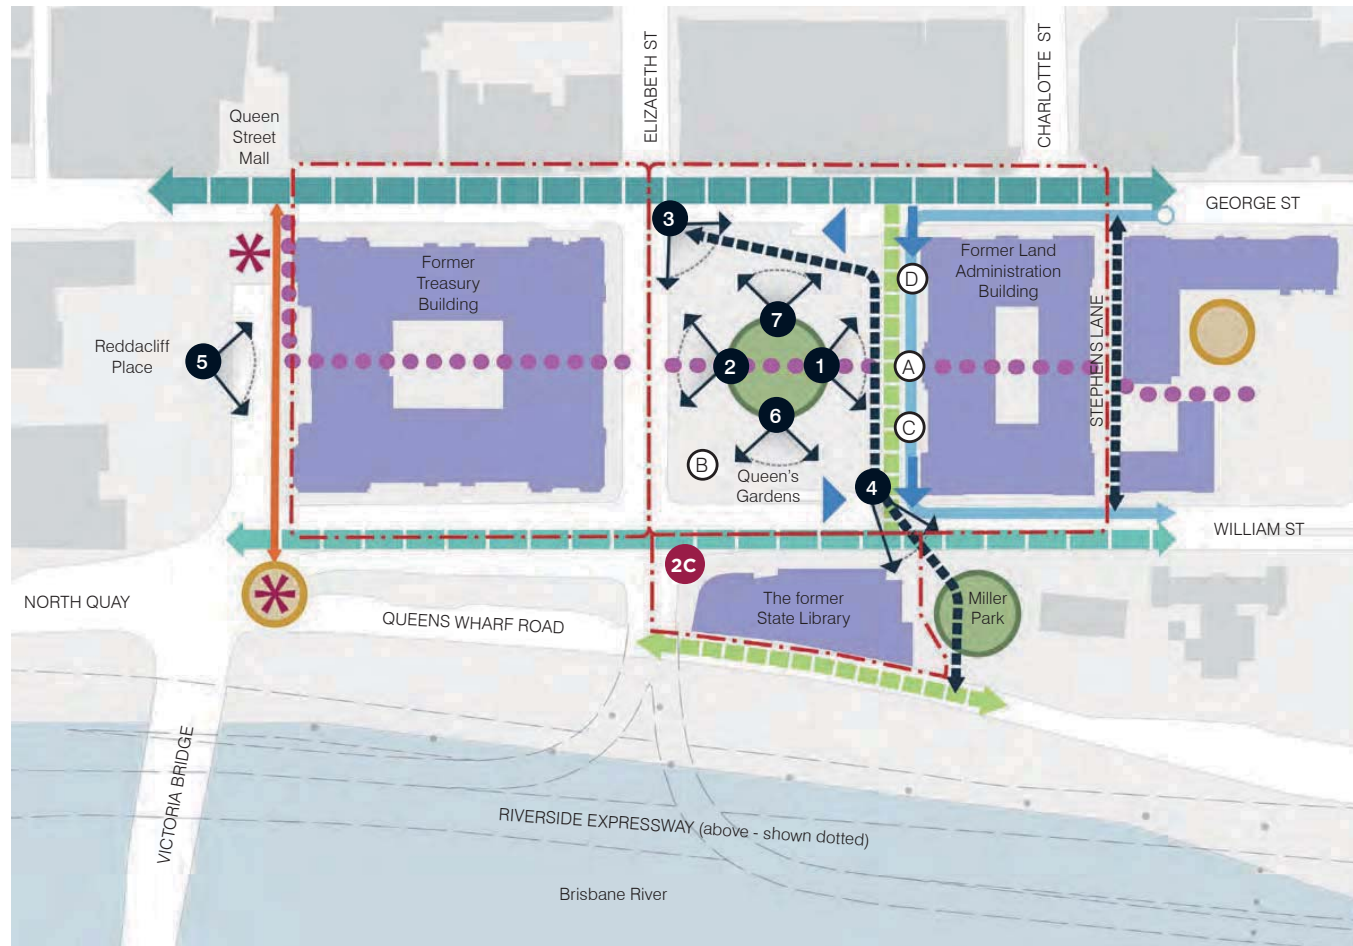 ELIZABETH ST
CHARLOTTE ST
Queen
Street
Mall
GEORGE ST
3
Former
Treasury
Building
Former Land
Administration
Building
D
7
STEPHENS LANE
Reddacliff
Place
5
2
1
A
6
C
B
Queen's
Gardens
4
WILLIAM ST
2C
NORTH QUAY
QUEENS WHARF ROAD
The former
State Library
Miller
Park
VICTORIA BRIDGE
RIVERSIDE EXPRESSWAY (above - shown dotted)
Brisbane River